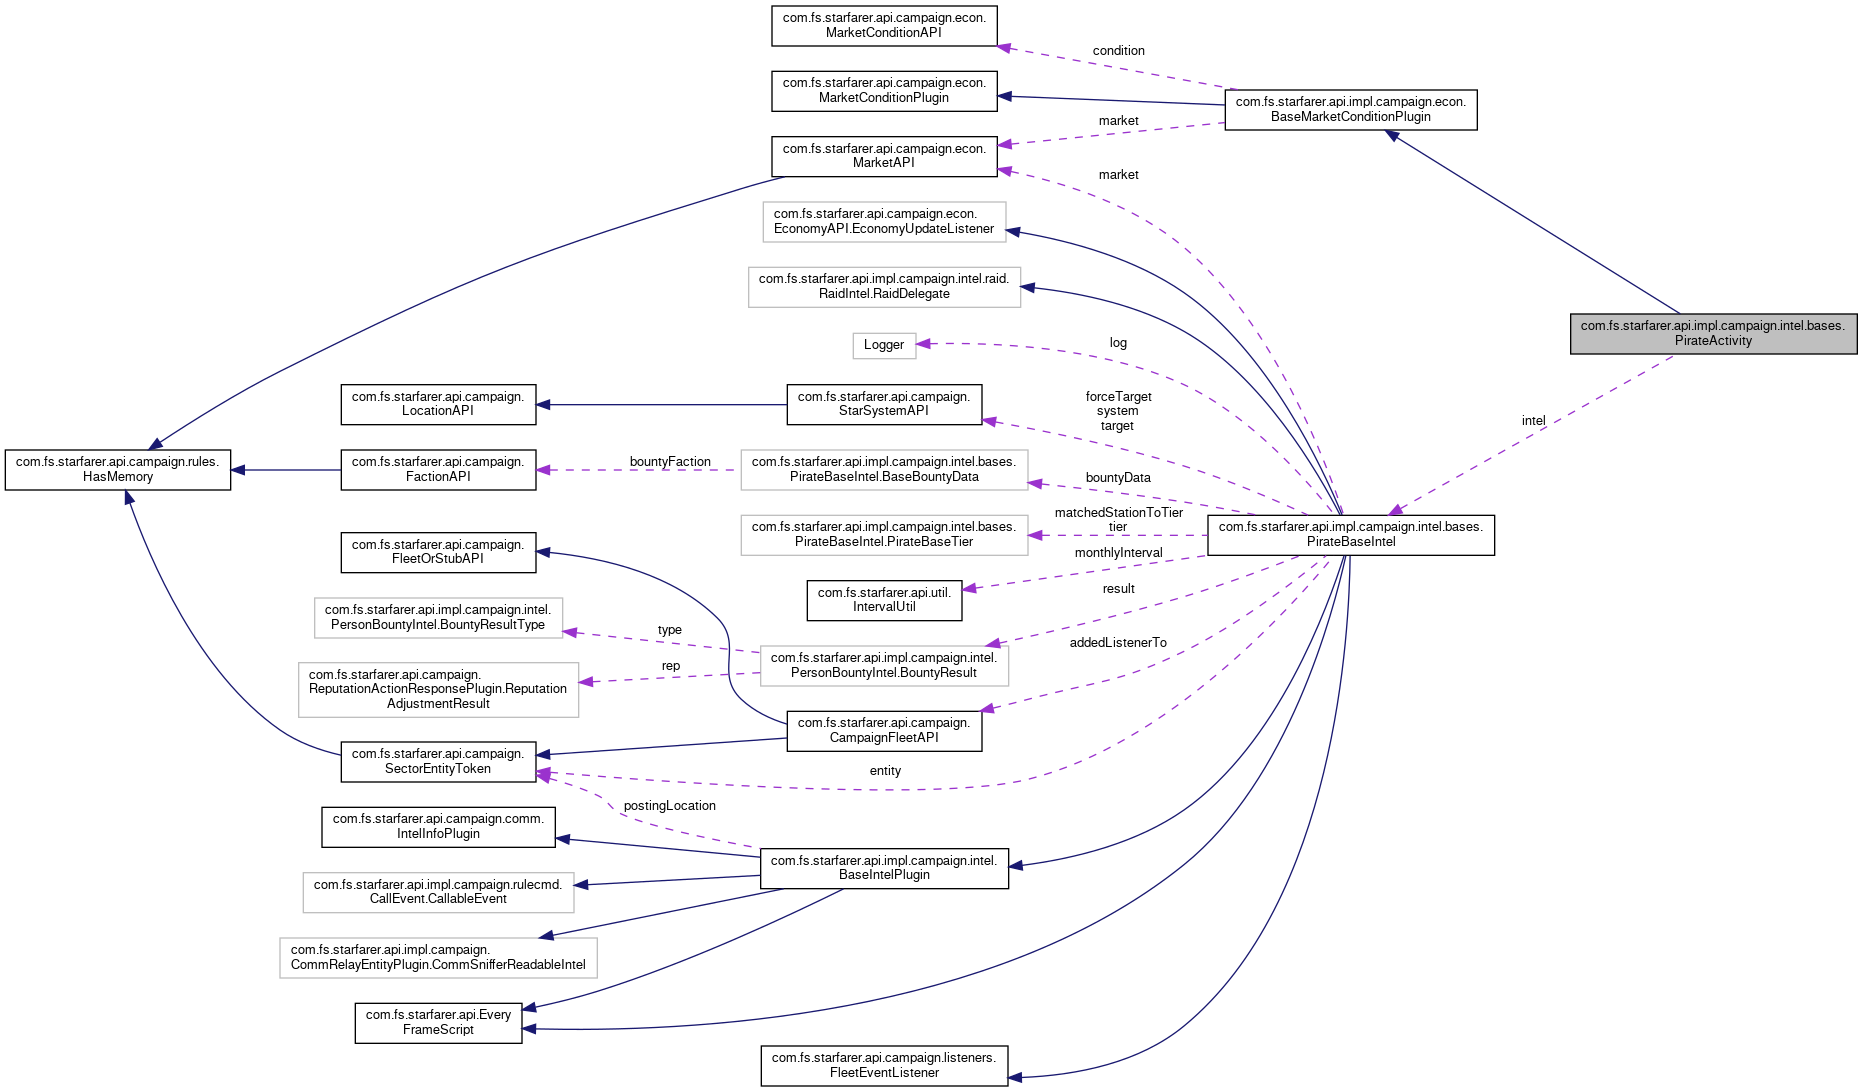 com.fs.starfarer.api.campaign.econ.
MarketConditionAPI
condition
com.fs.starfarer.api.campaign.econ.
MarketConditionPlugin
com.fs.starfarer.api.impl.campaign.econ.
BaseMarketConditionPlugin
market
com.fs.starfarer.api.campaign.econ.
MarketAPI
market
com.fs.starfarer.api.campaign.econ.
EconomyAPI.EconomyUpdateListener
com.fs.starfarer.api.impl.campaign.intel.raid.
RaidIntel.RaidDelegate
com.fs.starfarer.api.impl.campaign.intel.bases.
PirateActivity
Logger
log
com.fs.starfarer.api.campaign.
LocationAPI
com.fs.starfarer.api.campaign.
StarSystemAPI
forceTarget
system
target
intel
com.fs.starfarer.api.campaign.rules.
HasMemory
com.fs.starfarer.api.campaign.
FactionAPI
bountyFaction
com.fs.starfarer.api.impl.campaign.intel.bases.
PirateBaseIntel.BaseBountyData
bountyData
com.fs.starfarer.api.impl.campaign.intel.bases.
PirateBaseIntel.PirateBaseTier
matchedStationToTier
tier
com.fs.starfarer.api.impl.campaign.intel.bases.
PirateBaseIntel
com.fs.starfarer.api.campaign.
FleetOrStubAPI
monthlyInterval
com.fs.starfarer.api.util.
IntervalUtil
result
com.fs.starfarer.api.impl.campaign.intel.
PersonBountyIntel.BountyResultType
type
com.fs.starfarer.api.impl.campaign.intel.
PersonBountyIntel.BountyResult
addedListenerTo
com.fs.starfarer.api.campaign.
ReputationActionResponsePlugin.Reputation
AdjustmentResult
rep
com.fs.starfarer.api.campaign.
CampaignFleetAPI
com.fs.starfarer.api.campaign.
SectorEntityToken
entity
postingLocation
com.fs.starfarer.api.campaign.comm.
IntelInfoPlugin
com.fs.starfarer.api.impl.campaign.intel.
BaseIntelPlugin
com.fs.starfarer.api.impl.campaign.rulecmd.
CallEvent.CallableEvent
com.fs.starfarer.api.impl.campaign.
CommRelayEntityPlugin.CommSnifferReadableIntel
com.fs.starfarer.api.Every
FrameScript
com.fs.starfarer.api.campaign.listeners.
FleetEventListener